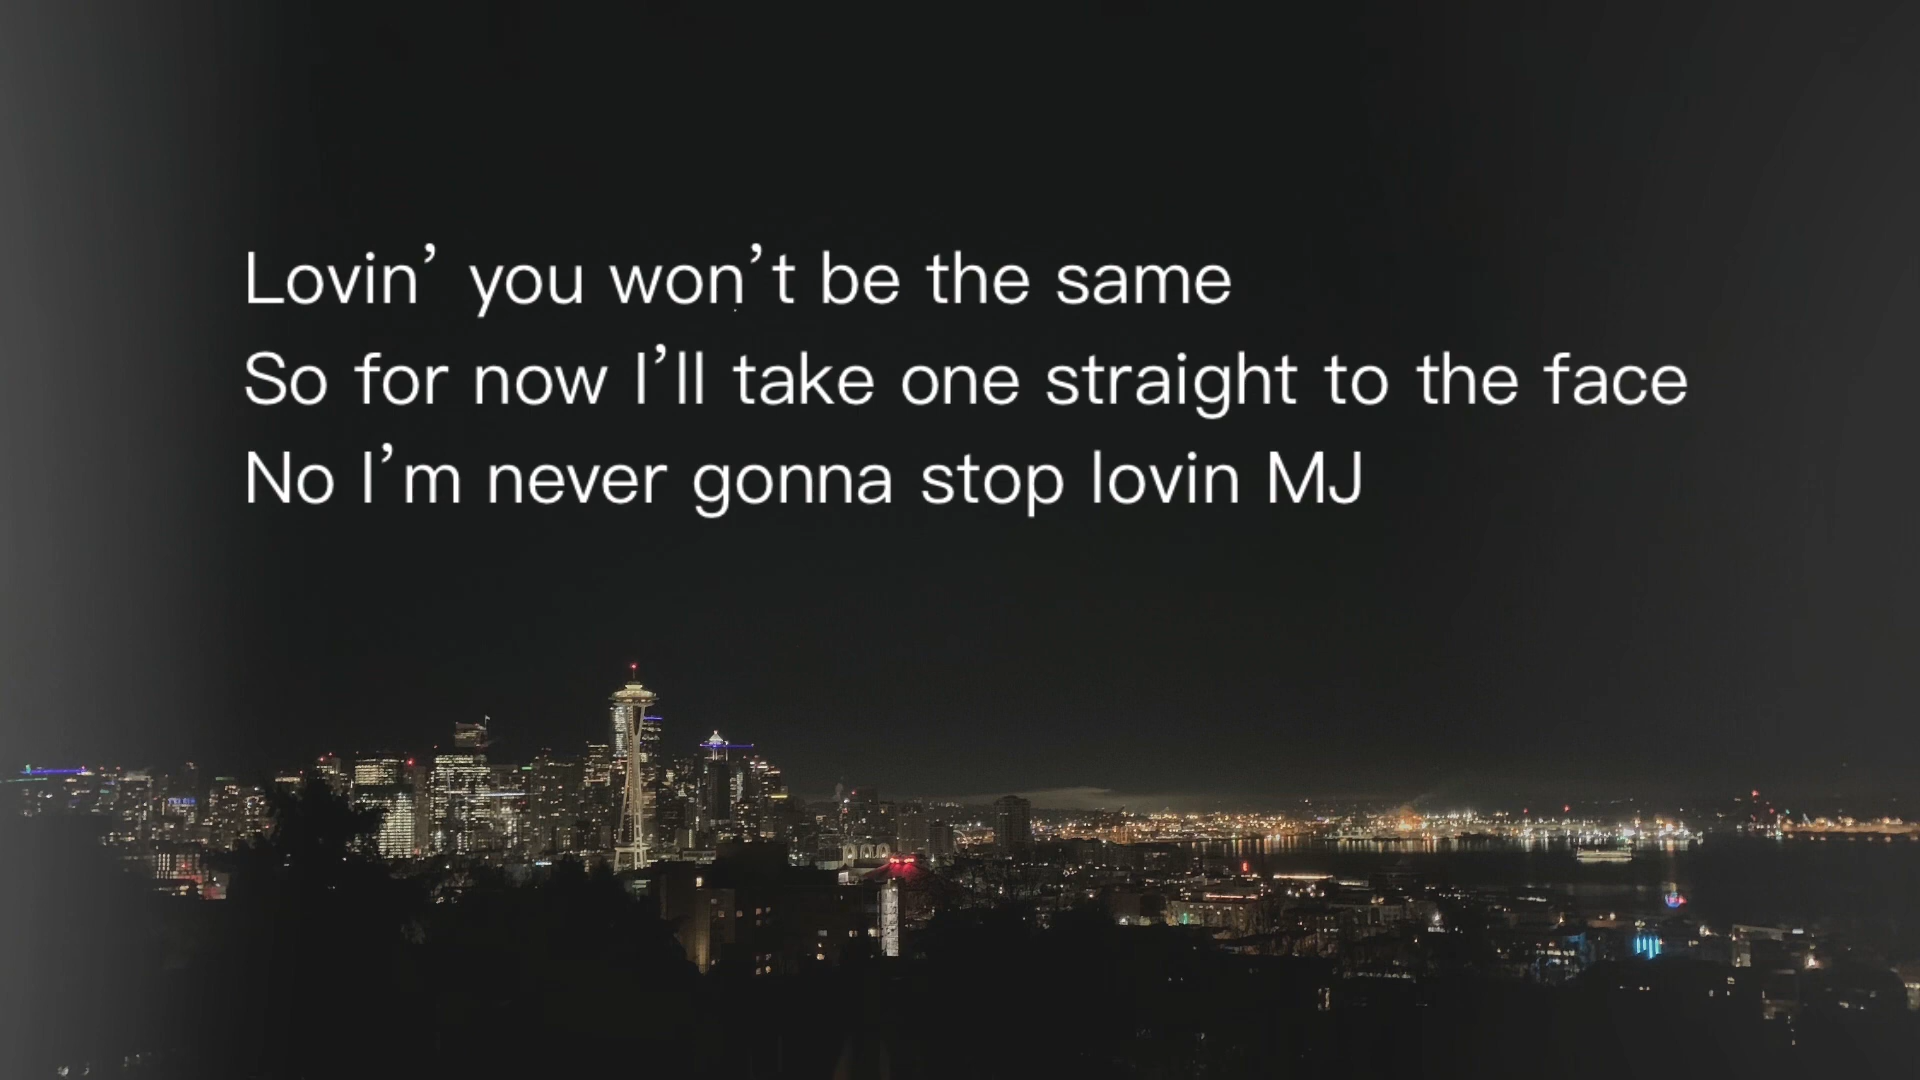 Lovin’ you won’t be the same
So for now I’ll take one straight to the face
No I’m never gonna stop lovin MJ